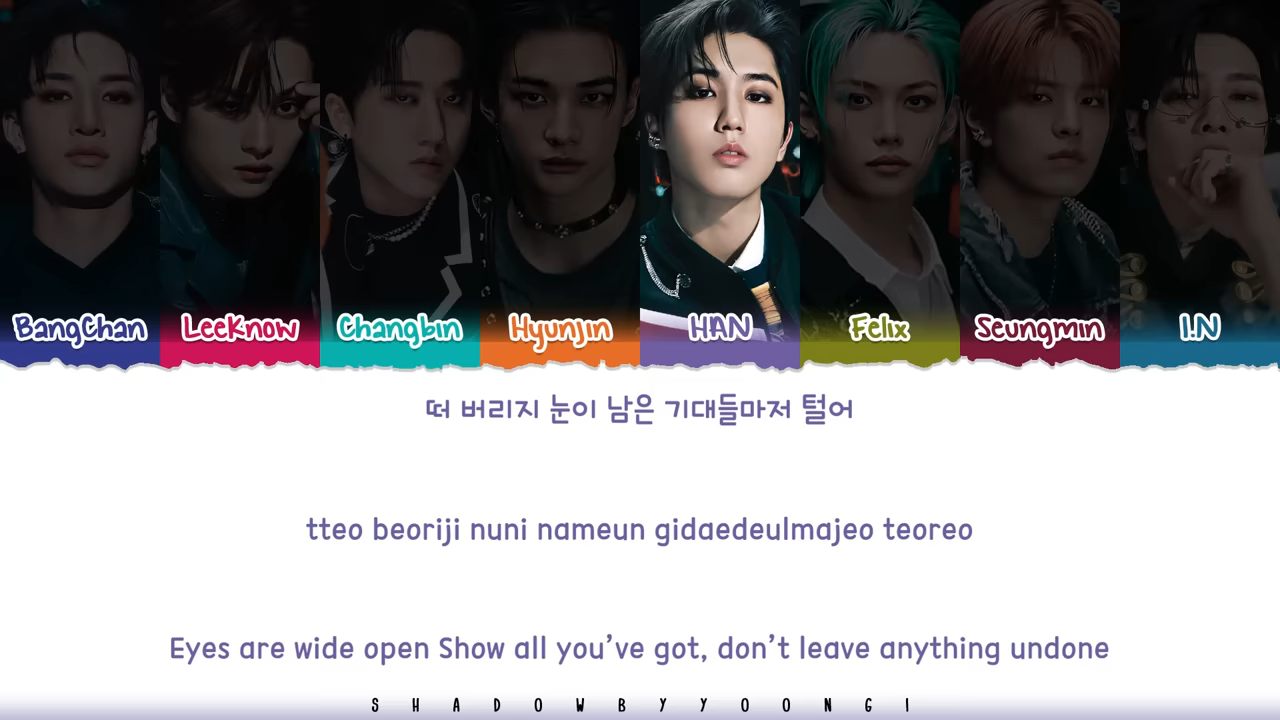 BangChan LeeKnow Changbin Hyunjin HAN Felix Seungmin I.N
떠 버리지 눈이 남은 기대들마저 털어
tteo beoriji nuni nameun gidaedeulmajeo teoreo
Eyes are wide open Show all you’ve got, don’t leave anything undone
SHADOWBYYOONGI